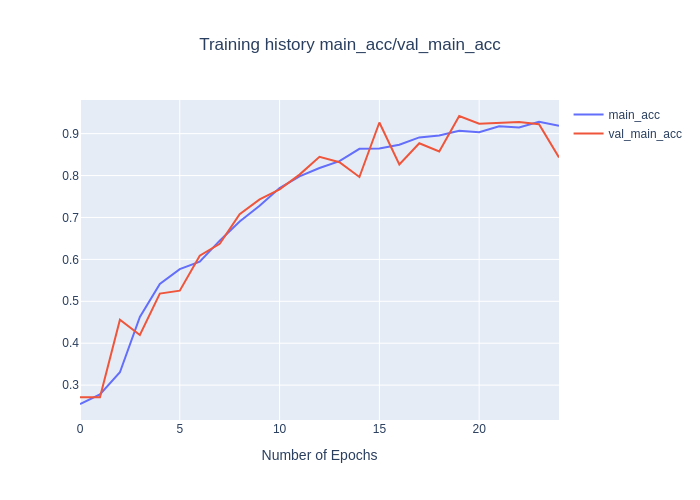 Training history main_acc/val_main_acc
main_acc
val_main_acc
0.9
0.8
0.7
0.6
0.5
0.4
0.3
0 5 10 15 20
Number of Epochs